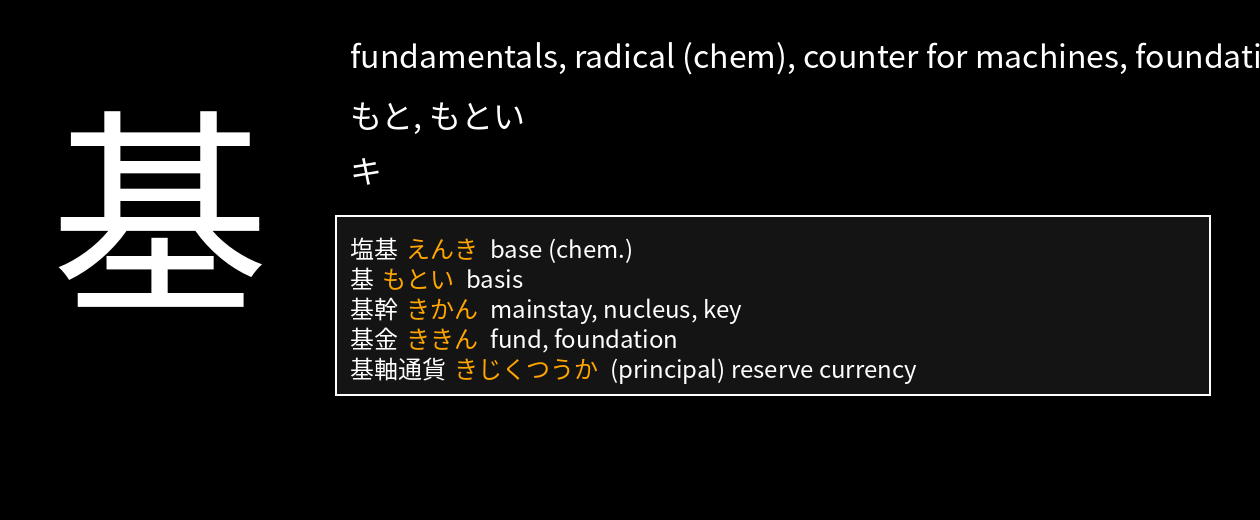 基
fundamentals, radical (chem), counter for machines, foundati
もと, もとい
キ
塩基 えんき base (chem.)
基 もとい basis
基幹 きかん mainstay, nucleus, key
基金 ききん fund, foundation
基軸通貨 きじくつうか (principal) reserve currency